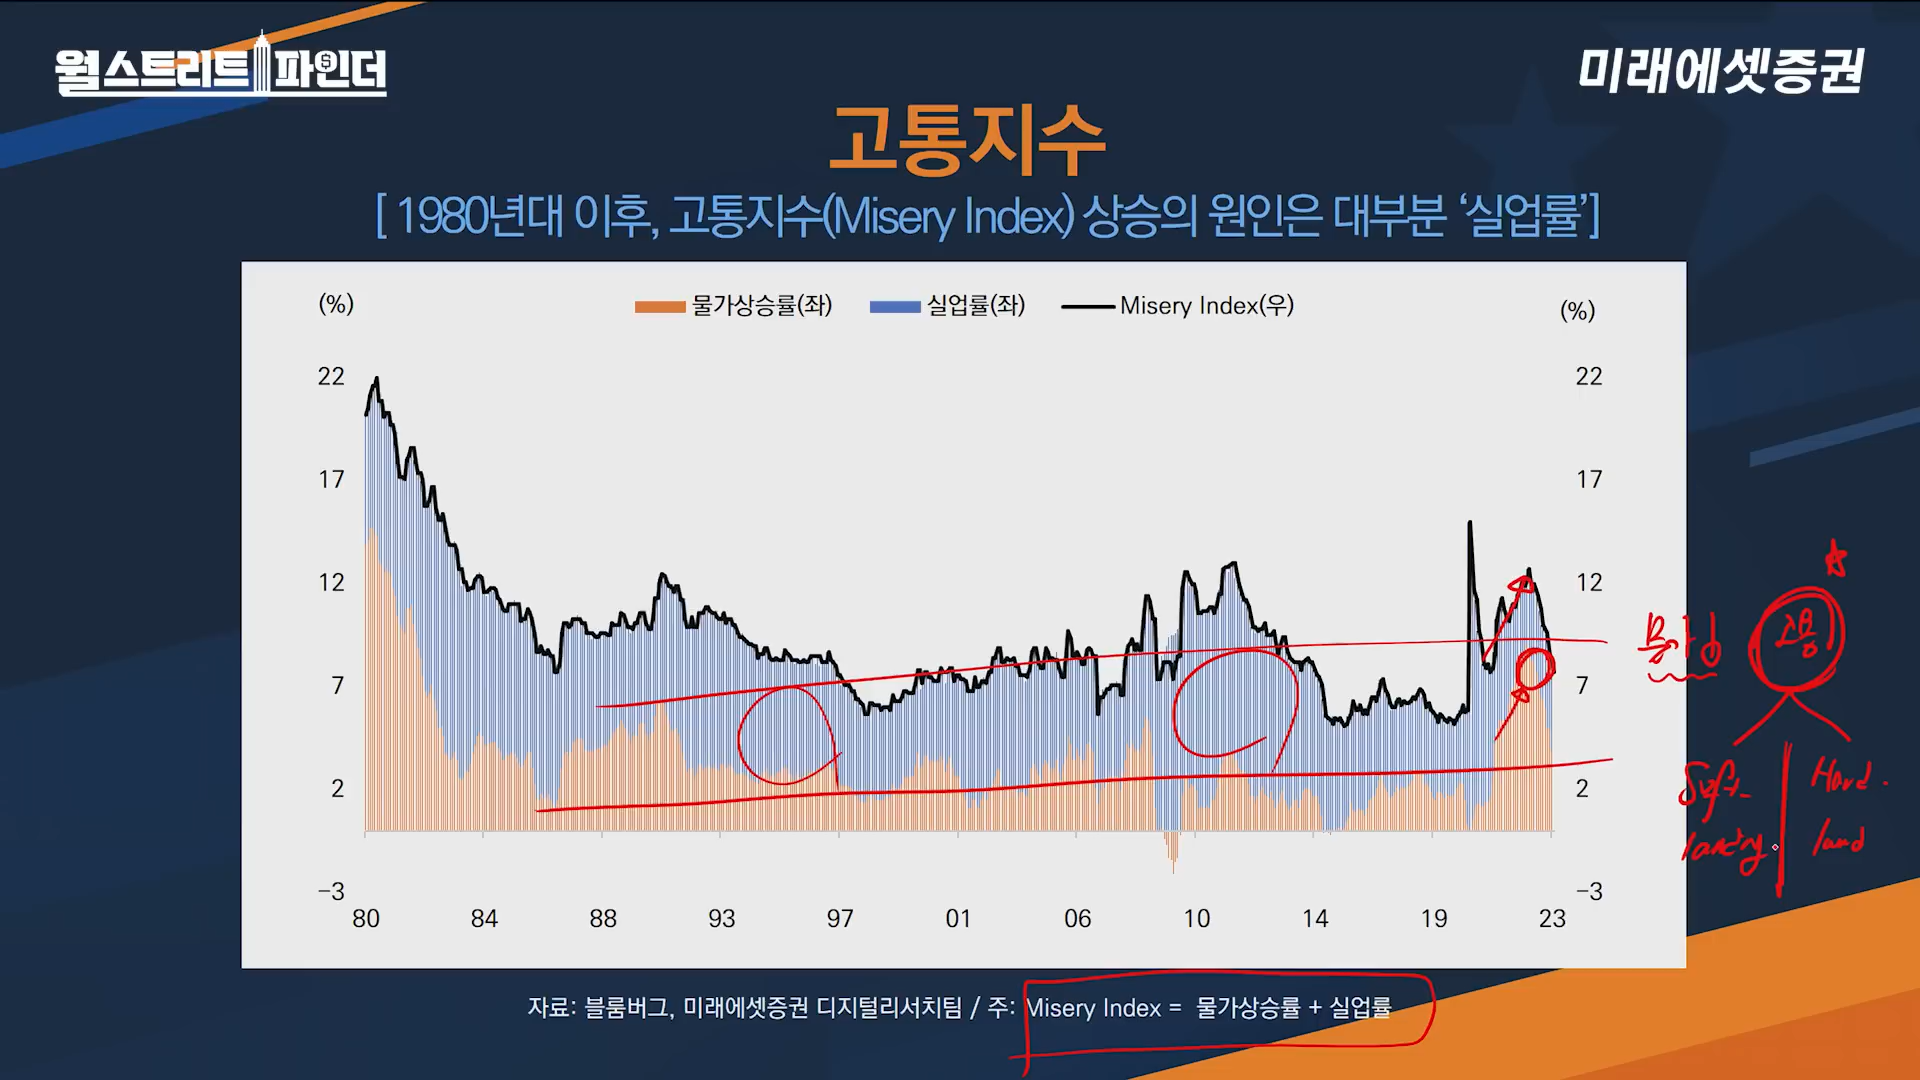 월스트리트 파인더
미래에셋증권
고통지수
[ 1980년대 이후, 고통지수(Misery Index) 상승의 원인은 대부분 ‘실업률’]
(%) 물가상승률(좌) 실업률(좌) Misery Index(우) (%)
22 22
17 17
12 12
7 7
2 2
-3 -3
80 84 88 93 97 01 06 10 14 19 23
고용
Soft Hard
landing land
자료: 블룸버그, 미래에셋증권 디지털리서치팀 / 주: Misery Index = 물가상승률 + 실업률